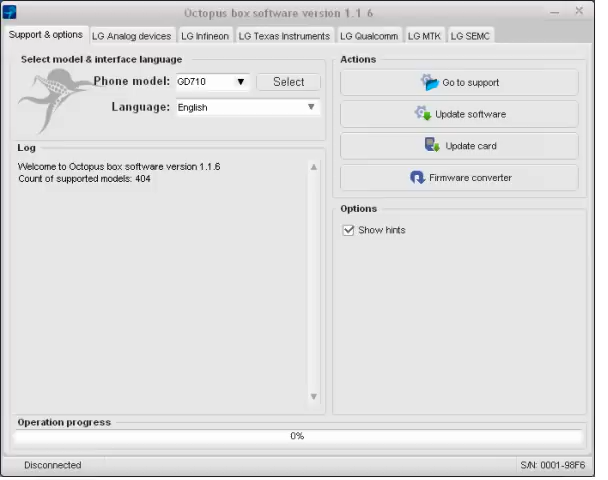 Octopus box software version 1.1 6
Support & options
LG Analog devices
LG Infineon
LG Texas Instruments
LG Qualcomm
LG MTK
LG SEMC
Select model & interface language
Phone model:
GD710
Select
Language:
English
Log
Welcome to Octopus box software version 1.1.6
Count of supported models: 404
Actions
Go to support
Update software
Update card
Firmware converter
Options
Show hints
Operation progress
0%
Disconnected
S/N: 0001-98F6